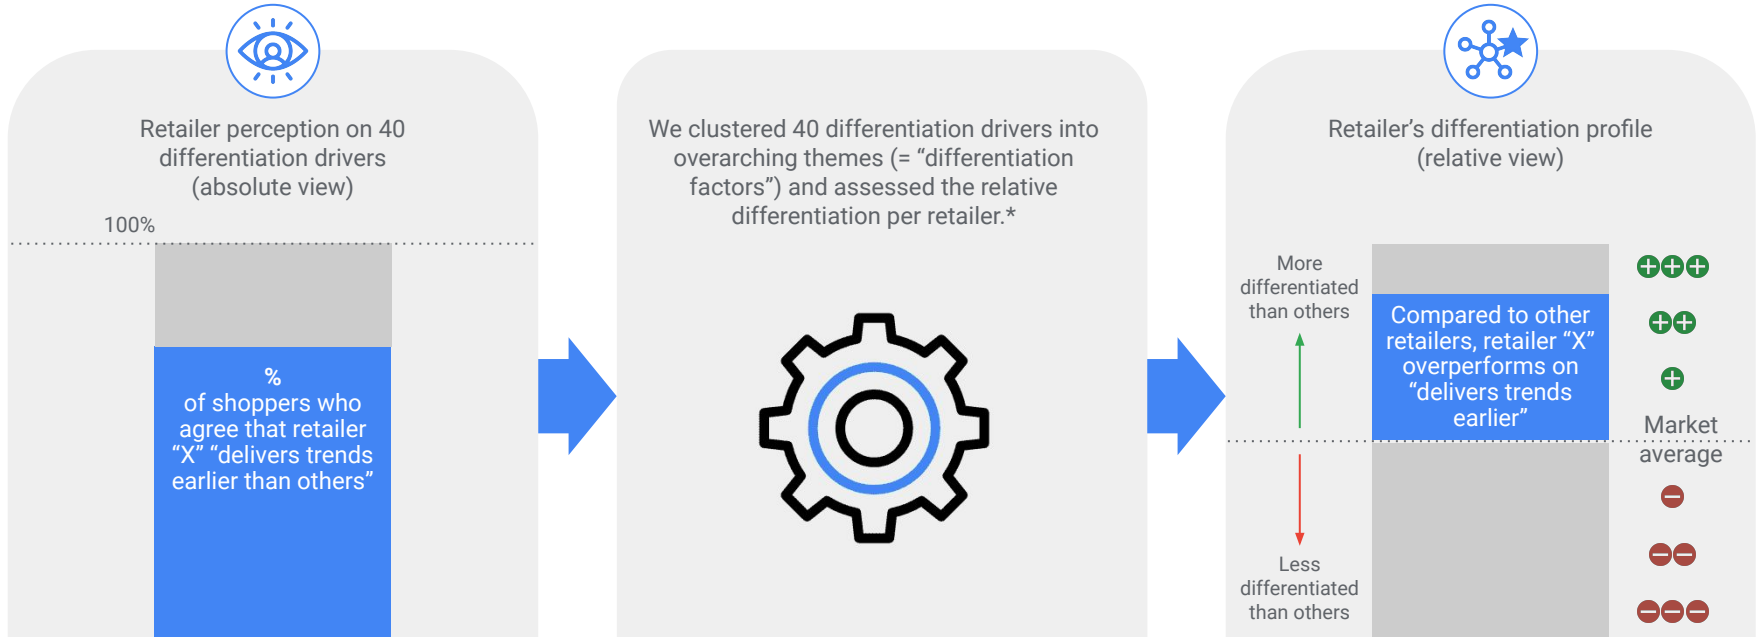 Retailer perception on 40
differentiation drivers
(absolute view)
100%
%
of shoppers who
agree that retailer
“X” “delivers trends
earlier than others”
We clustered 40 differentiation drivers into
overarching themes (= “differentiation
factors”) and assessed the relative
differentiation per retailer.*
Retailer’s differentiation profile
(relative view)
More
differentiated
than others
Compared to other
retailers, retailer “X”
overperforms on
“delivers trends
earlier”
Market
average
Less
differentiated
than others